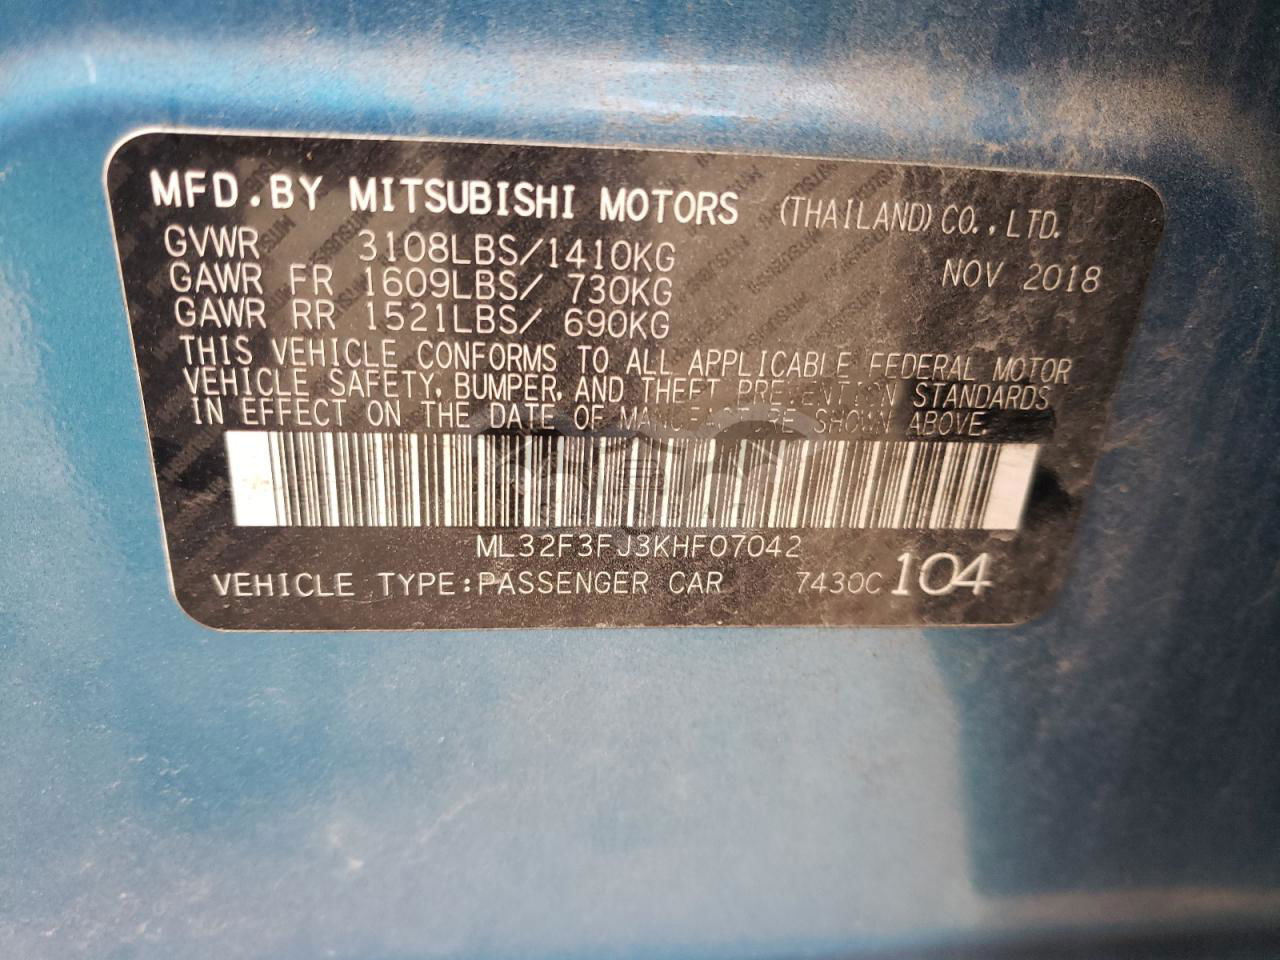 MFD.BY MITSUBISHI MOTORS (THAILAND) CO., LTD.
GVWR 3108LBS/1410KG NOV 2018
GAWR FR 1609LBS/ 730KG
GAWR RR 1521LBS/ 690KG
THIS VEHICLE CONFORMS TO ALL APPLICABLE FEDERAL MOTOR
VEHICLE SAFETY, BUMPER, AND THEFT PREVENTION STANDARDS
IN EFFECT ON THE DATE OF MANUFACTURE SHOWN ABOVE.
ML32F3FJ3KHF07042
VEHICLE TYPE:PASSENGER CAR 7430C 104